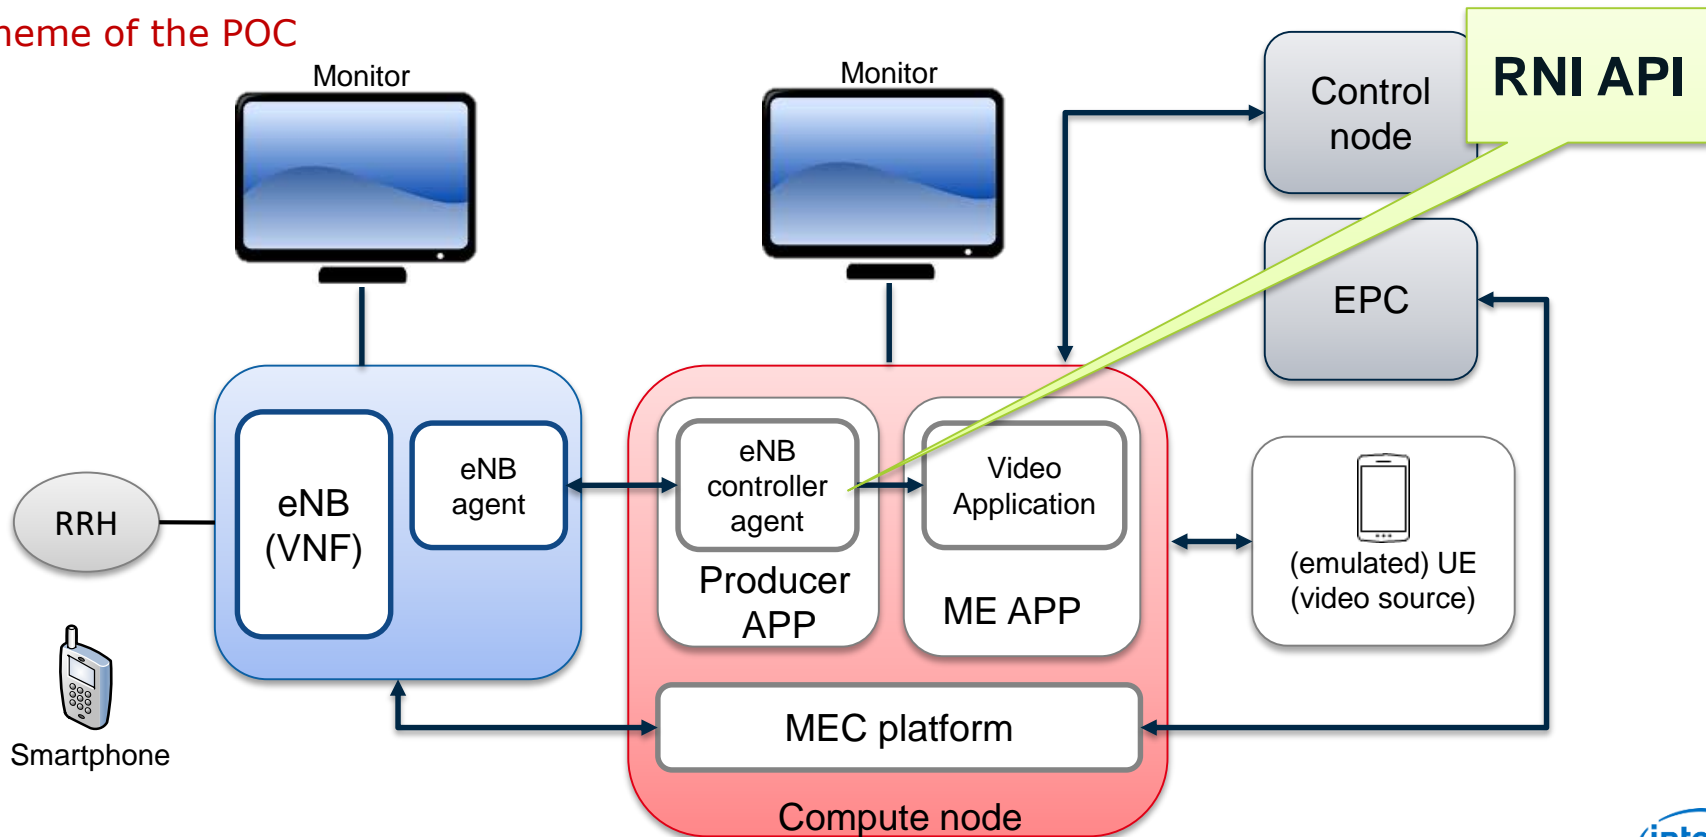 heme of the POC
Monitor
Monitor
Control
node
RNI API
EPC
RRH
eNB
(VNF)
eNB
agent
eNB
controller
agent
Producer
APP
Video
Application
ME APP
(emulated) UE
(video source)
Smartphone
MEC platform
Compute node